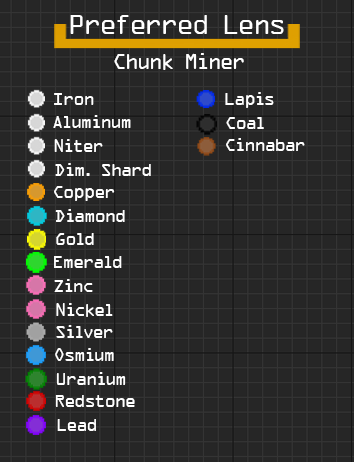 Preferred Lens
Chunk Miner
Iron
Aluminum
Niter
Dim. Shard
Copper
Diamond
Gold
Emerald
Zinc
Nickel
Silver
Osmium
Uranium
Redstone
Lead
Lapis
Coal
Cinnabar